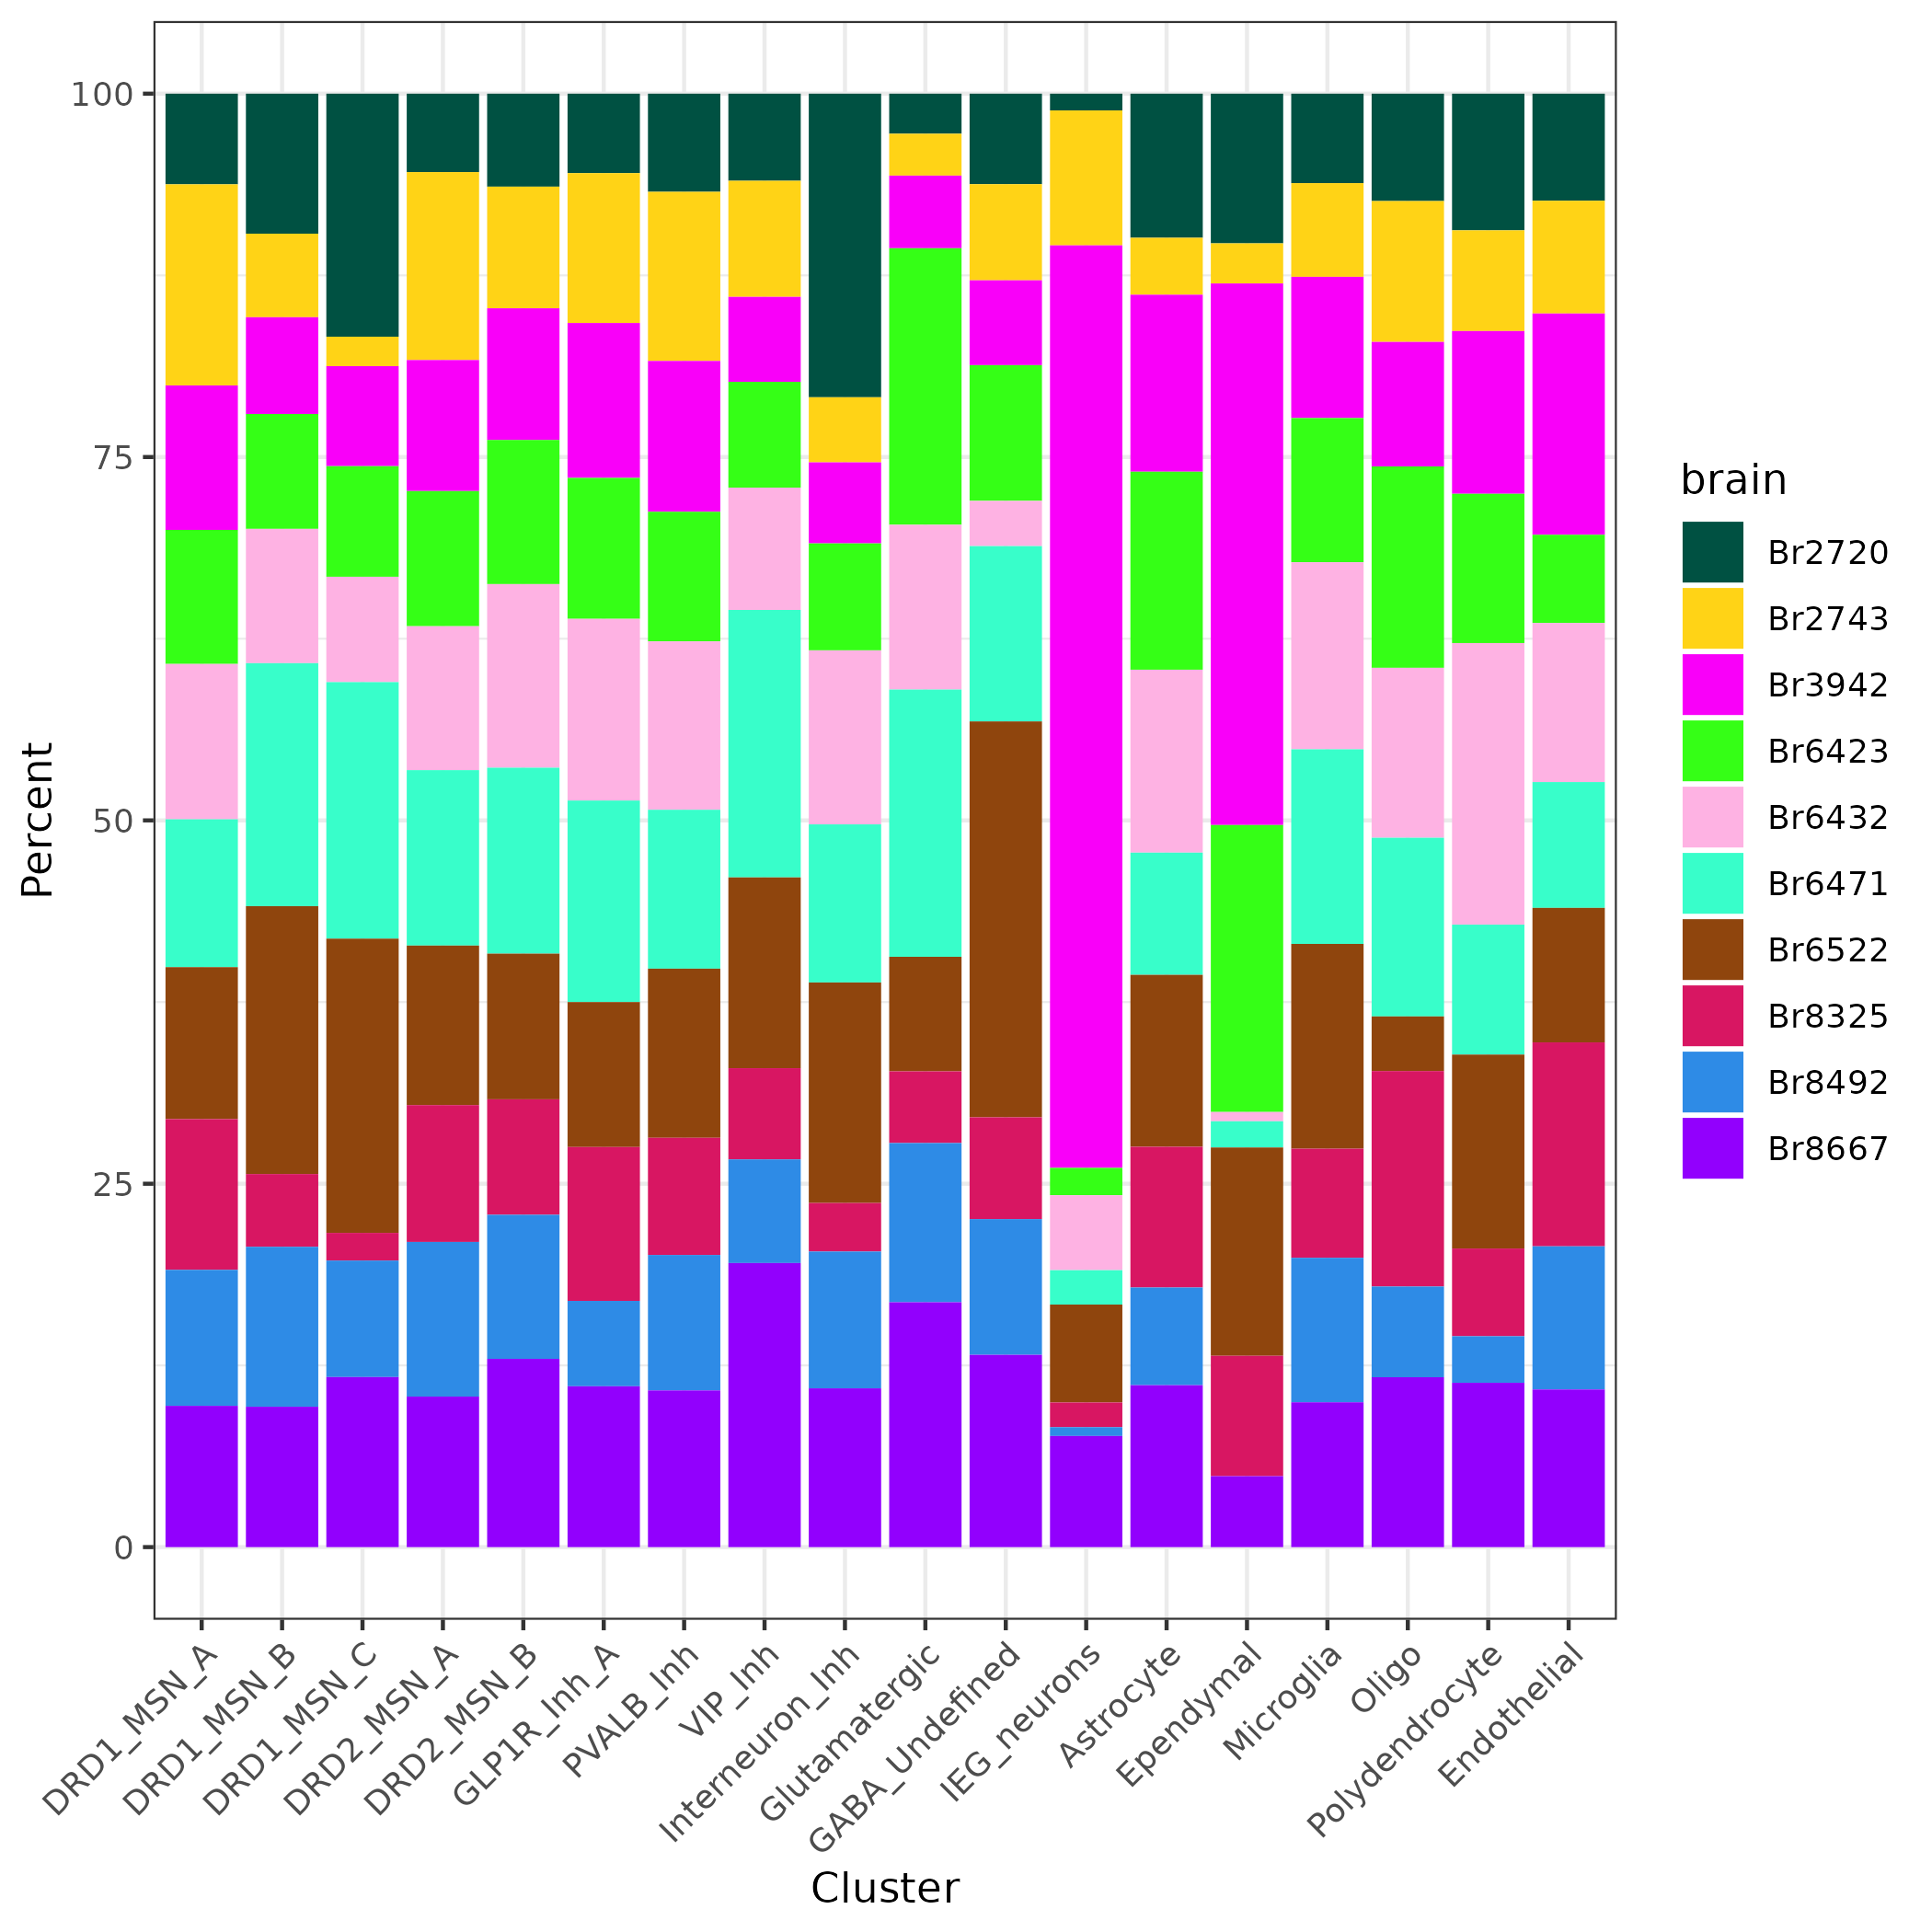 100
75
50
25
0
Percent
DRD1_MSN_A
DRD1_MSN_B
DRD1_MSN_C
DRD2_MSN_A
DRD2_MSN_B
GLP1R_Inh_A
PVALB_Inh
VIP_Inh
Interneuron_Inh
Glutamatergic
GABA_Undefined
IEG_neurons
Astrocyte
Ependymal
Microglia
Oligo
Polydendrocyte
Endothelial
Cluster
brain
Br2720
Br2743
Br3942
Br6423
Br6432
Br6471
Br6522
Br8325
Br8492
Br8667